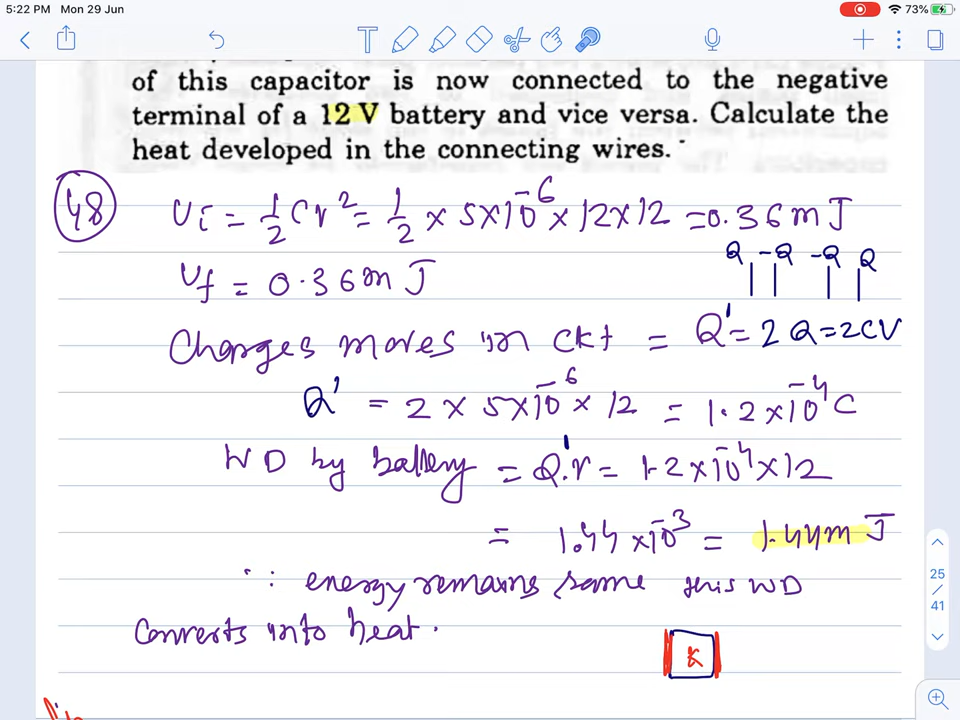 5:22 PM Mon 29 Jun 73%
of this capacitor is now connected to the negative
terminal of a 12 V battery and vice versa. Calculate the
heat developed in the connecting wires.
48 Ui = 1/2 CV² = 1/2 × 5×10⁻⁶ × 12×12 = 0.36 m J
Q -Q -Q Q
Uf = 0.36 m J
Charges moves in ckt = Q' = 2Q = 2CV
Q' = 2 × 5×10⁻⁶ × 12 = 1.2 × 10⁻⁴ C
WD by battery = Q'.V = 1.2×10⁻⁴×12
= 1.44 ×10⁻³ = 1.44 m J
∵ energy remains same this WD
converts into heat.
25
/
41